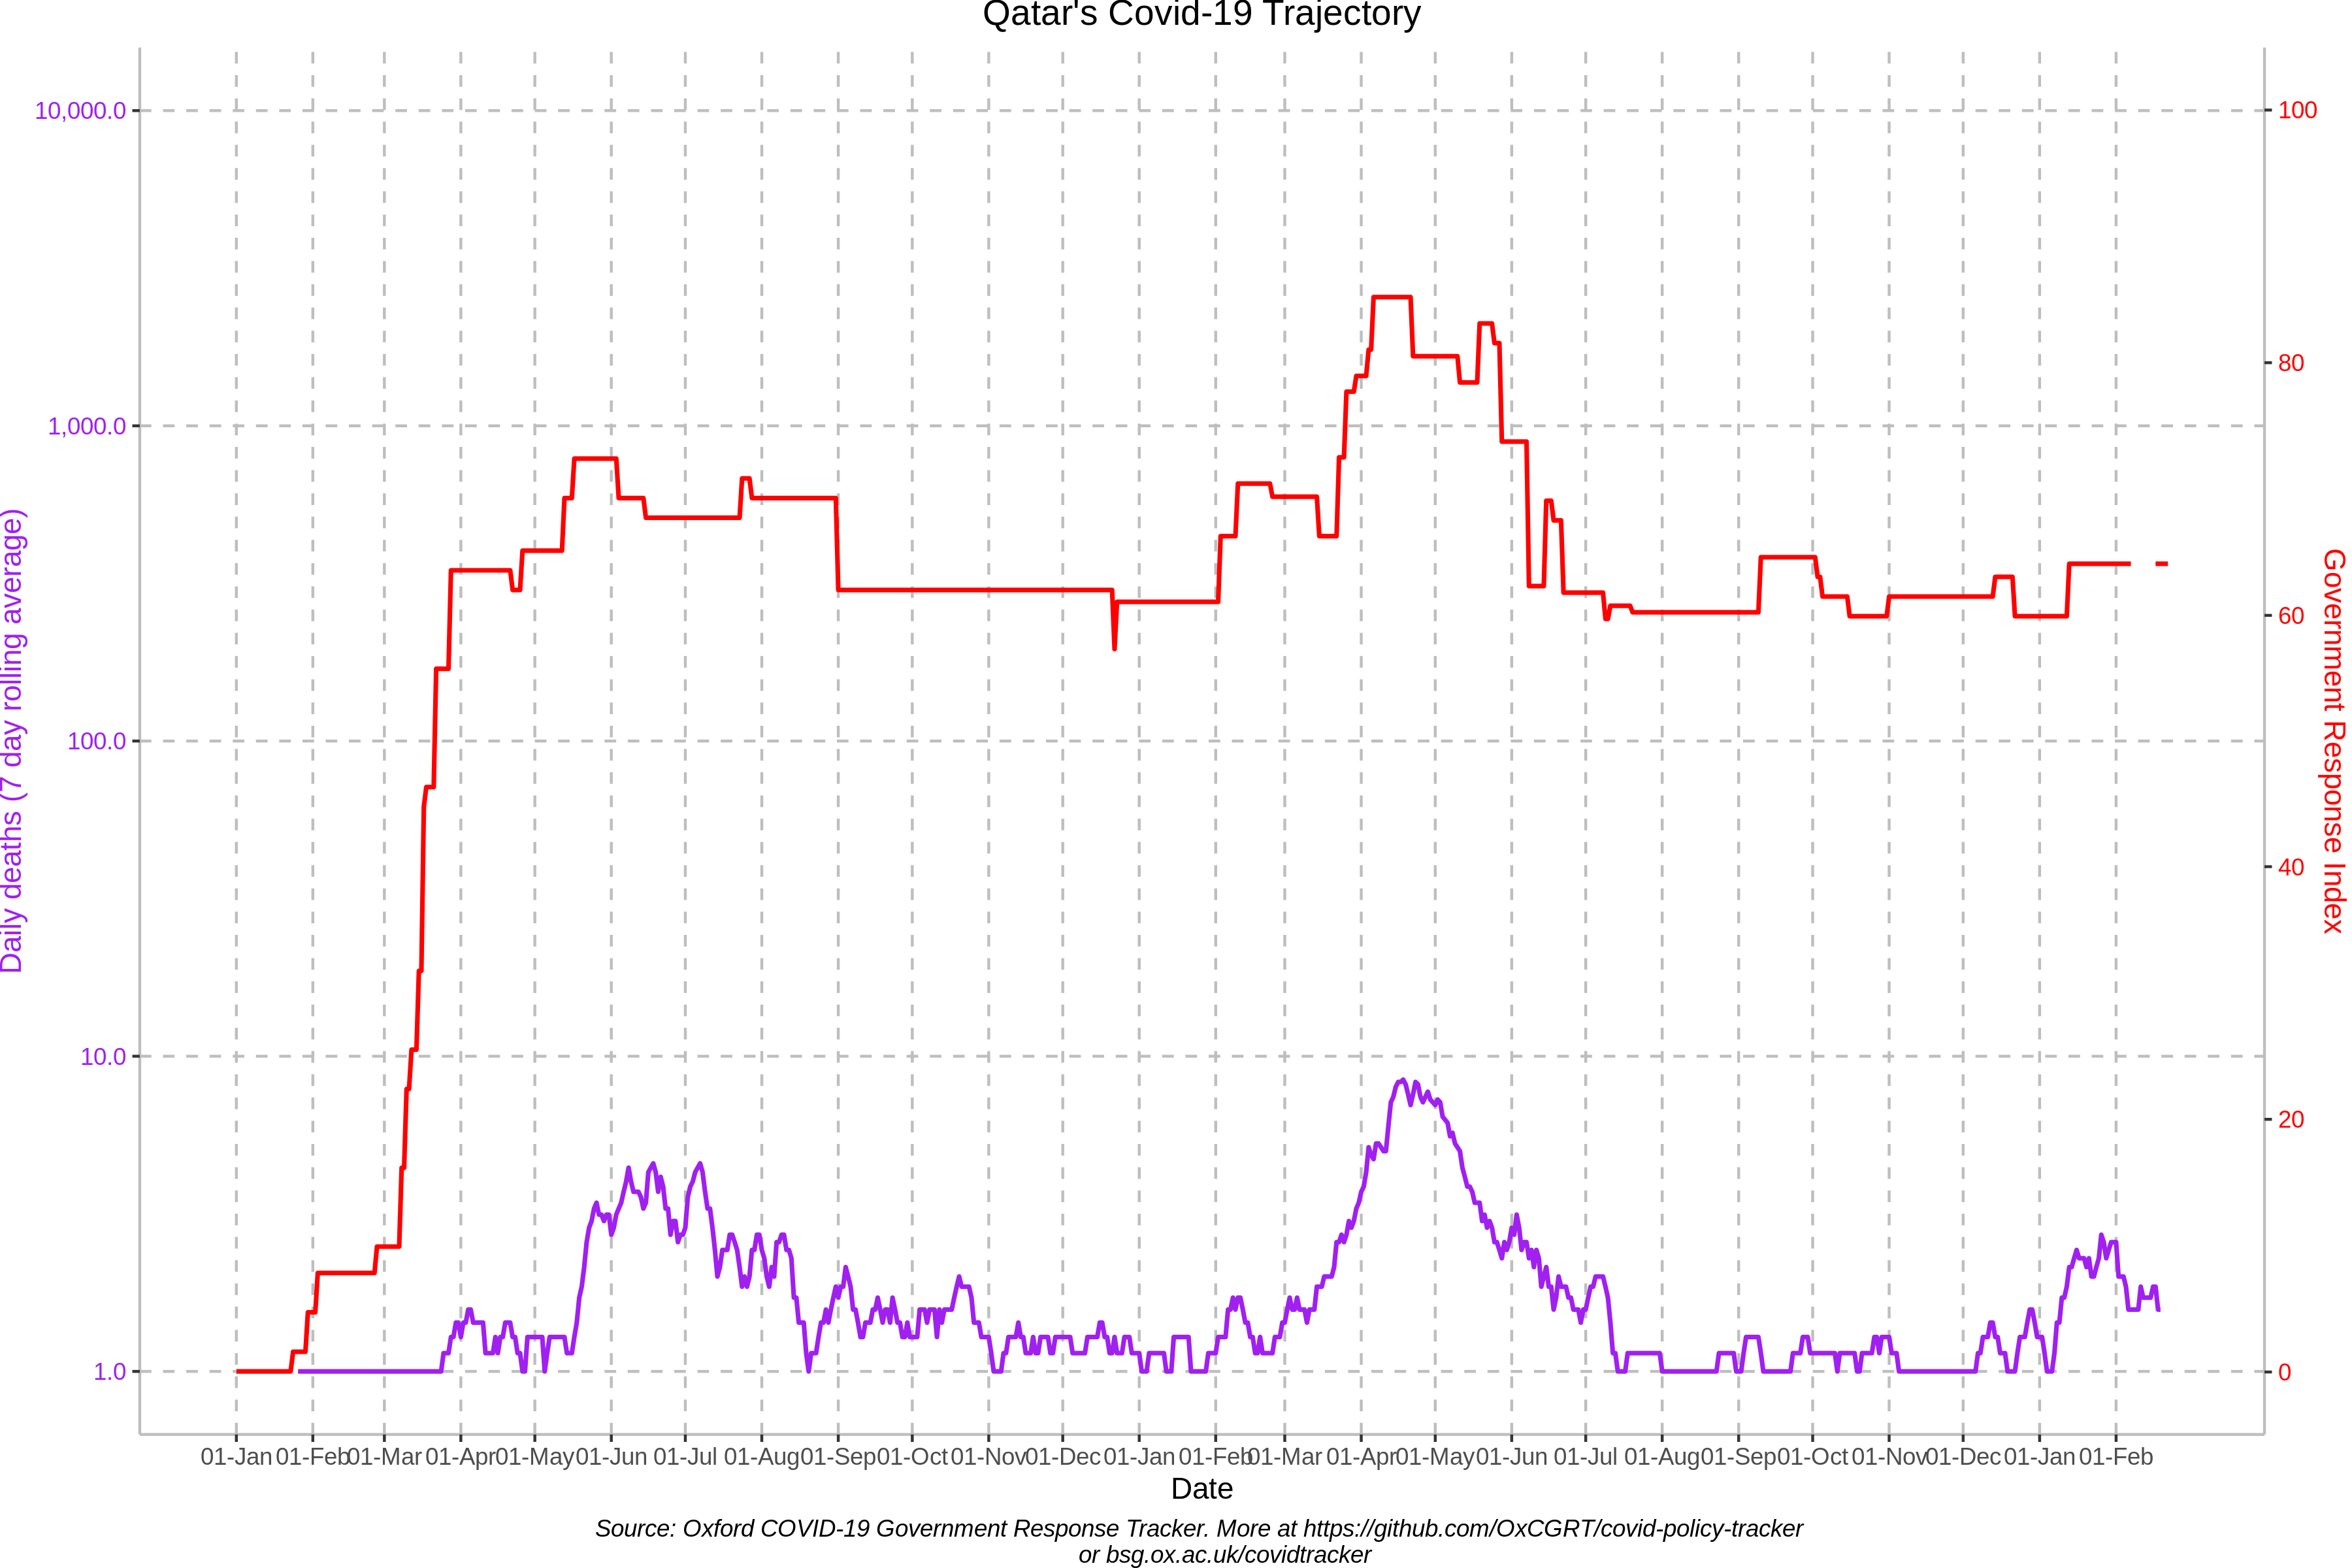 Qatar's Covid-19 Trajectory
10,000.0
1,000.0
100.0
10.0
1.0
Daily deaths (7 day rolling average)
100
80
60
40
20
0
Government Response Index
01-Jan 01-Feb 01-Mar 01-Apr 01-May 01-Jun 01-Jul 01-Aug 01-Sep 01-Oct 01-Nov 01-Dec 01-Jan 01-Feb 01-Mar 01-Apr 01-May 01-Jun 01-Jul 01-Aug 01-Sep 01-Oct 01-Nov 01-Dec 01-Jan 01-Feb
Date
Source: Oxford COVID-19 Government Response Tracker. More at https://github.com/OxCGRT/covid-policy-tracker
or bsg.ox.ac.uk/covidtracker